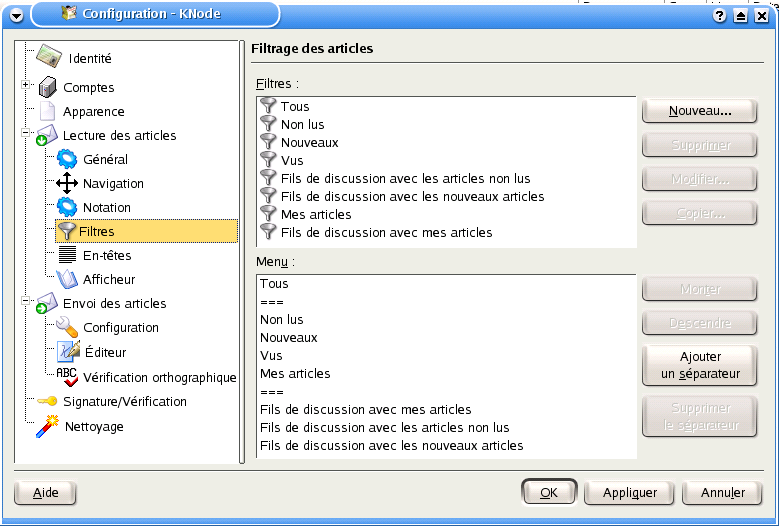 Configuration - KNode
Identité
Comptes
Apparence
Lecture des articles
Général
Navigation
Notation
Filtres
En-têtes
Afficheur
Envoi des articles
Configuration
Éditeur
ABC
Vérification orthographique
Signature/Vérification
Nettoyage
Filtrage des articles
Filtres :
Tous
Non lus
Nouveaux
Vus
Fils de discussion avec les articles non lus
Fils de discussion avec les nouveaux articles
Mes articles
Fils de discussion avec mes articles
Nouveau...
Supprimer
Modifier...
Copier...
Menu :
Tous
===
Non lus
Nouveaux
Vus
Mes articles
===
Fils de discussion avec mes articles
Fils de discussion avec les articles non lus
Fils de discussion avec les nouveaux articles
Monter
Descendre
Ajouter
un séparateur
Supprimer
le séparateur
Aide
OK
Appliquer
Annuler